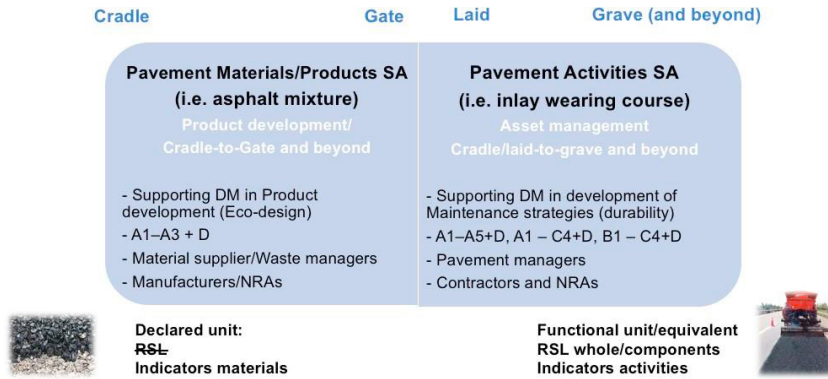 Cradle
Gate
Laid
Grave (and beyond)
Pavement Materials/Products SA
(i.e. asphalt mixture)
Product development/
Cradle-to-Gate and beyond
- Supporting DM in Product
development (Eco-design)
- A1–A3 + D
- Material supplier/Waste managers
- Manufacturers/NRAs
Pavement Activities SA
(i.e. inlay wearing course)
Asset management
Cradle/laid-to-grave and beyond
- Supporting DM in development of
Maintenance strategies (durability)
- A1–A5+D, A1 – C4+D, B1 – C4+D
- Pavement managers
- Contractors and NRAs
Declared unit:
RSL
Indicators materials
Functional unit/equivalent
RSL whole/components
Indicators activities